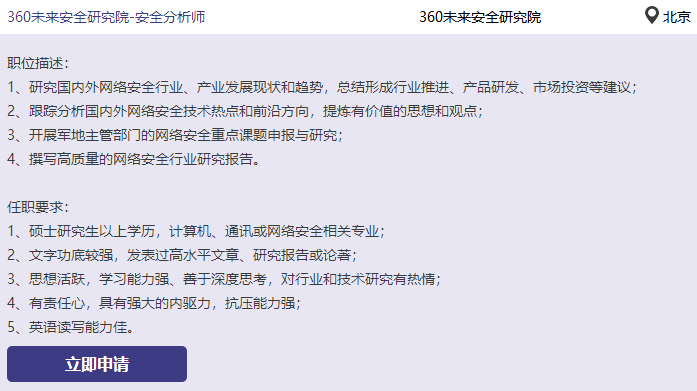 360未来安全研究院-安全分析师 360未来安全研究院 北京
职位描述：
1、研究国内外网络安全行业、产业发展现状和趋势，总结形成行业推进、产品研发、市场投资等建议；
2、跟踪分析国内外网络安全技术热点和前沿方向，提炼有价值的思想和观点；
3、开展军地主管部门的网络安全重点课题申报与研究；
4、撰写高质量的网络安全行业研究报告。
任职要求：
1、硕士研究生以上学历，计算机、通讯或网络安全相关专业；
2、文字功底较强，发表过高水平文章、研究报告或论著；
3、思想活跃，学习能力强、善于深度思考，对行业和技术研究有热情；
4、有责任心，具有强大的内驱力，抗压能力强；
5、英语读写能力佳。
立即申请